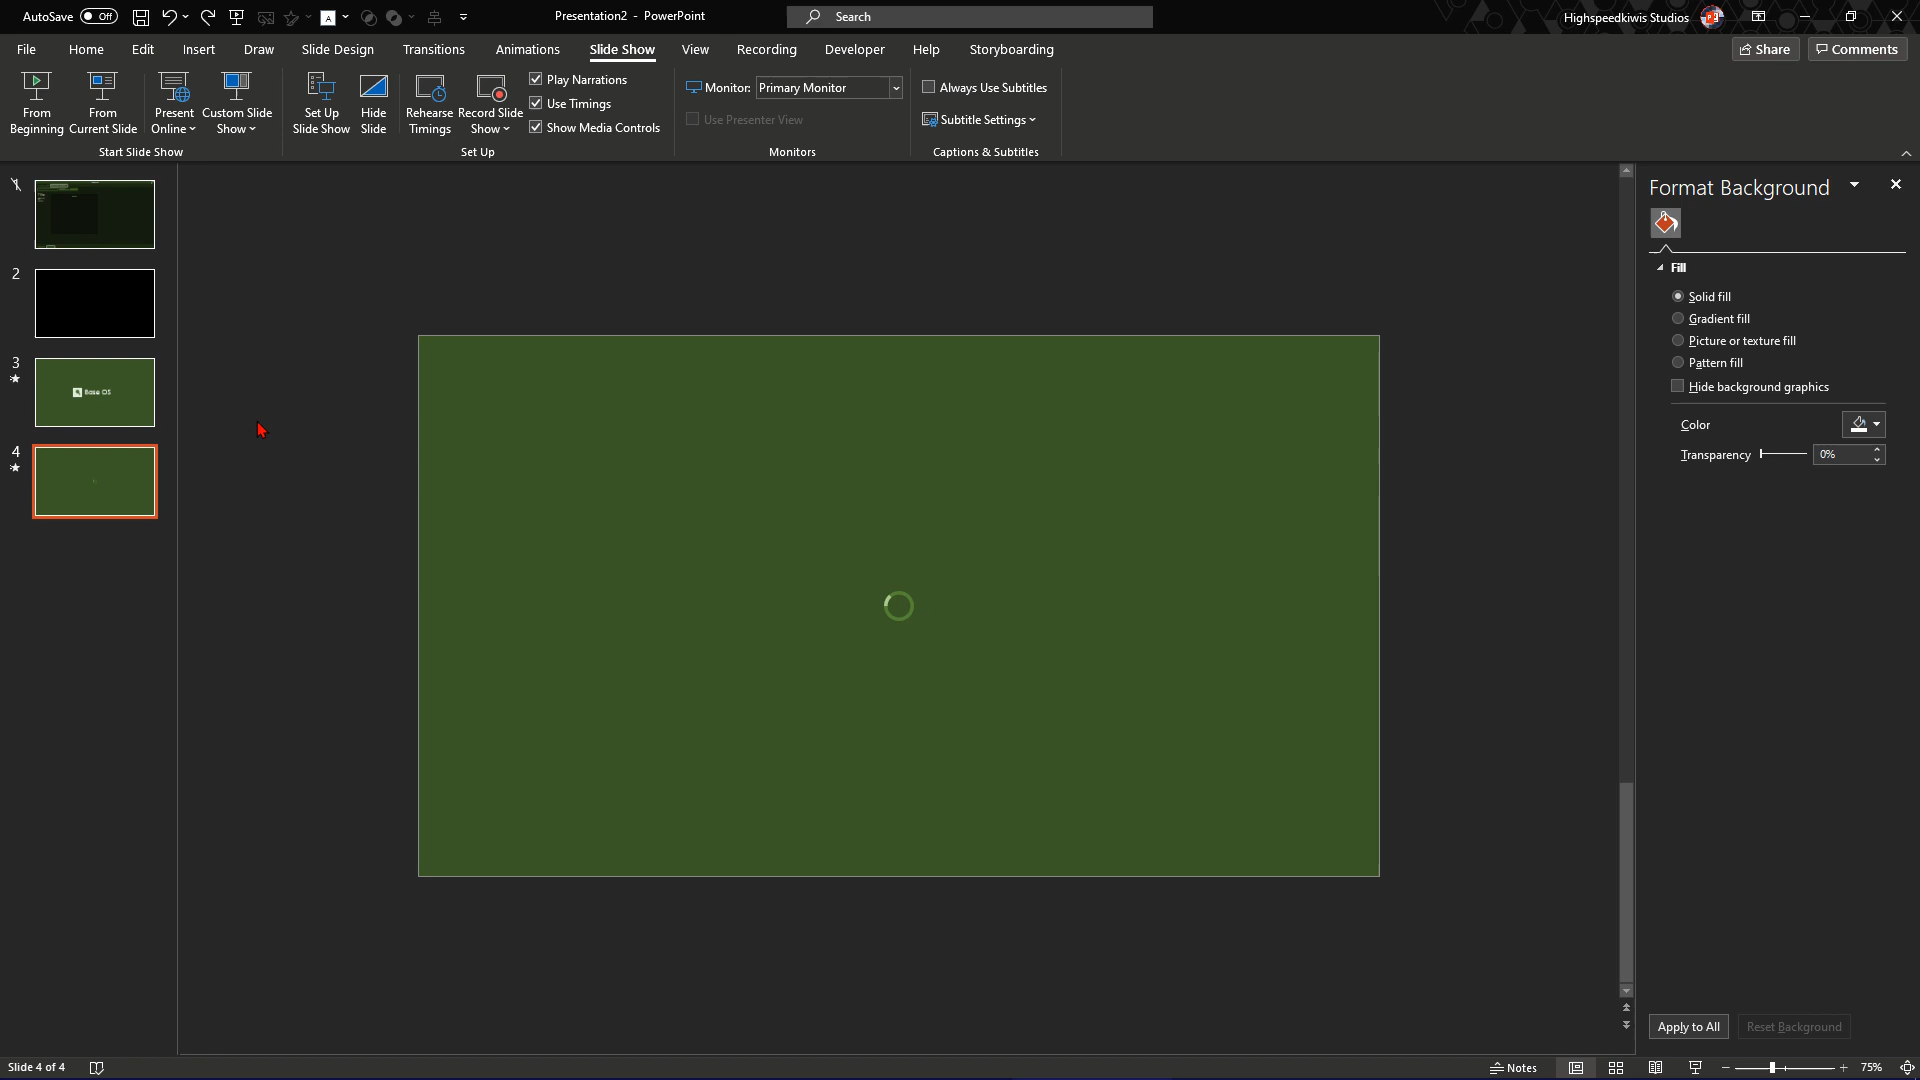 AutoSave Off
A
Presentation2 - PowerPoint
Search
Highspeedkiwis Studios
File Home Edit Insert Draw Slide Design Transitions Animations Slide Show View Recording Developer Help Storyboarding
Share Comments
From Beginning
From Current Slide
Present Online
Custom Slide Show
Start Slide Show
Set Up Slide Show
Hide Slide
Rehearse Timings
Record Slide Show
Play Narrations
Use Timings
Show Media Controls
Set Up
Monitor: Primary Monitor
Use Presenter View
Monitors
Always Use Subtitles
Subtitle Settings
Captions & Subtitles
1
2
3
Base OS
4
Format Background
Fill
Solid fill
Gradient fill
Picture or texture fill
Pattern fill
Hide background graphics
Color
Transparency 0%
Apply to All Reset Background
Slide 4 of 4
Notes
75%